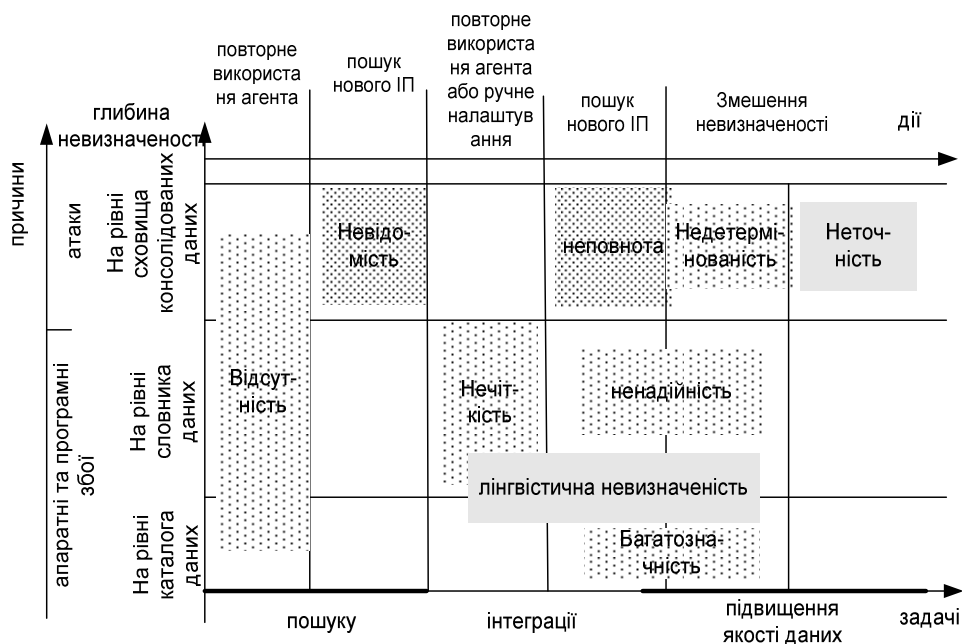 повторне
використа
ня агента
пошук
нового ІП
повторне
використа
ня агента
або ручне
налаштув
ання
пошук
нового ІП
Змешення
невизначеності
дії
глибина
невизначеност
причини
атаки
апаратні та програмні
збої
На рівні
сховища
консолідованих
даних
На рівні
словника
даних
На рівні
каталога
даних
Невідо-
мість
неповнота
Недетермі-
нованість
Неточ-
ність
Відсут-
ність
Нечіт-
кість
ненадійність
лінгвістична невизначеність
Багатозна-
чність
пошуку
інтеграції
підвищення
якості даних
задачі